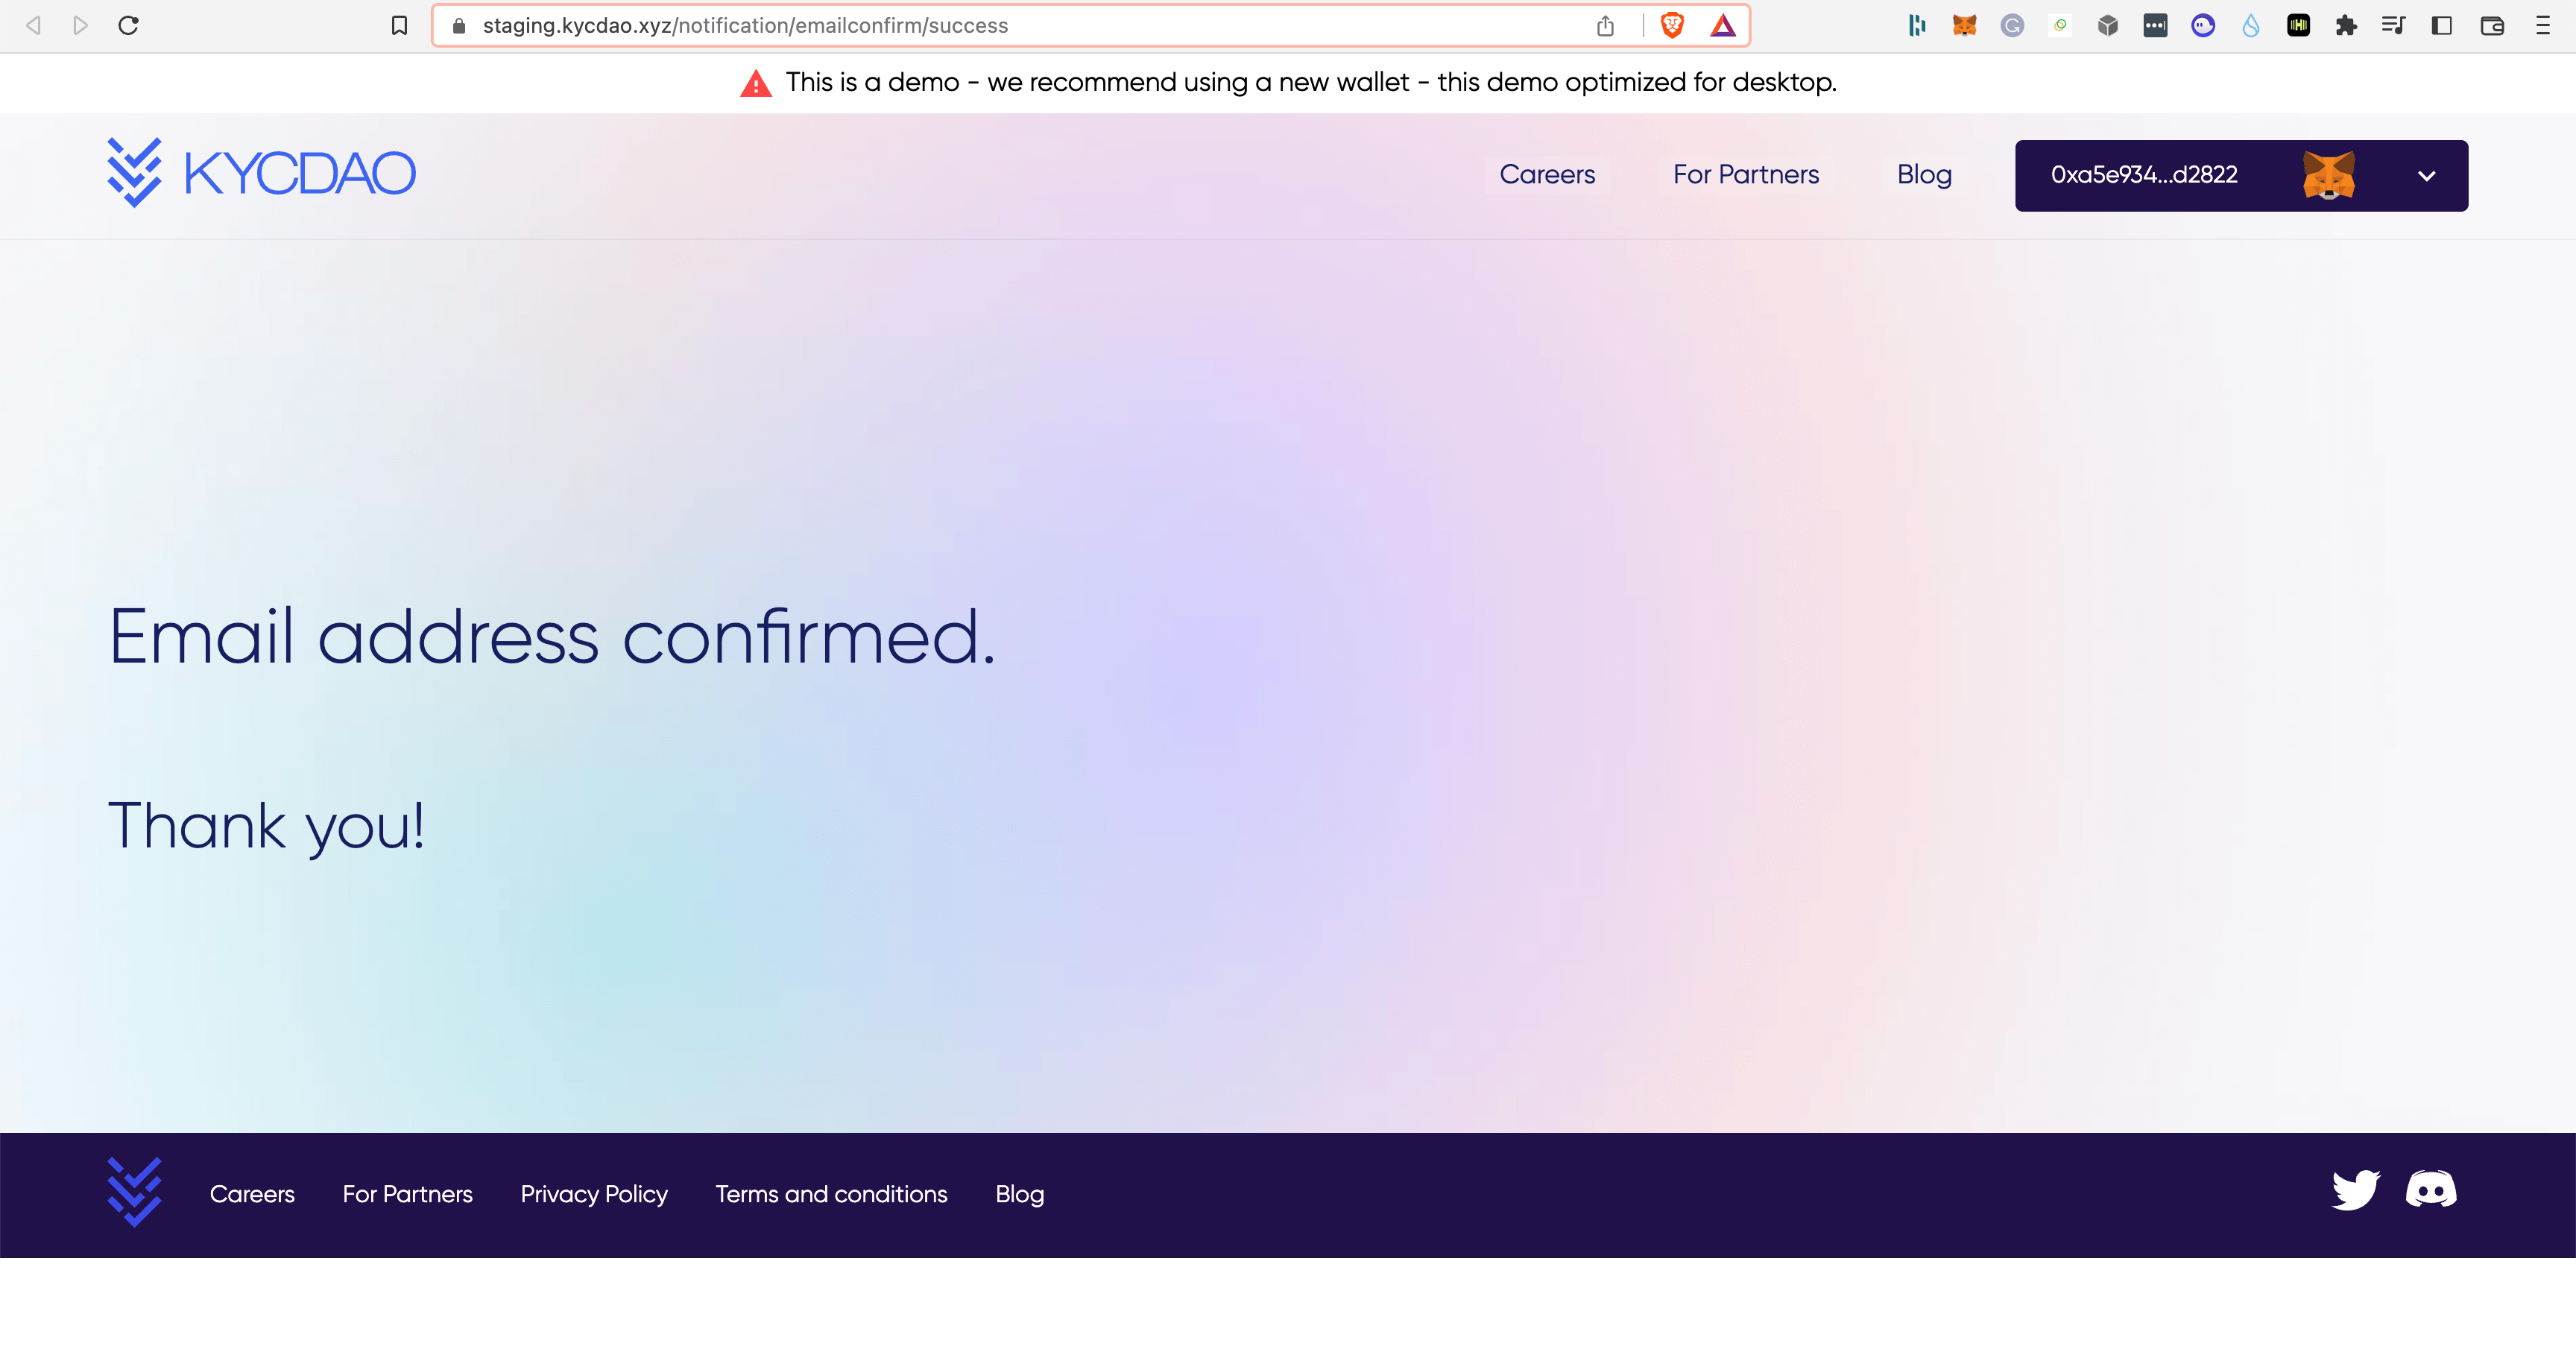 staging.kycdao.xyz/notification/emailconfirm/success
This is a demo - we recommend using a new wallet - this demo optimized for desktop.
KYCDAO
Careers For Partners Blog 0xa5e934...d2822
Email address confirmed.
Thank you!
Careers For Partners Privacy Policy Terms and conditions Blog